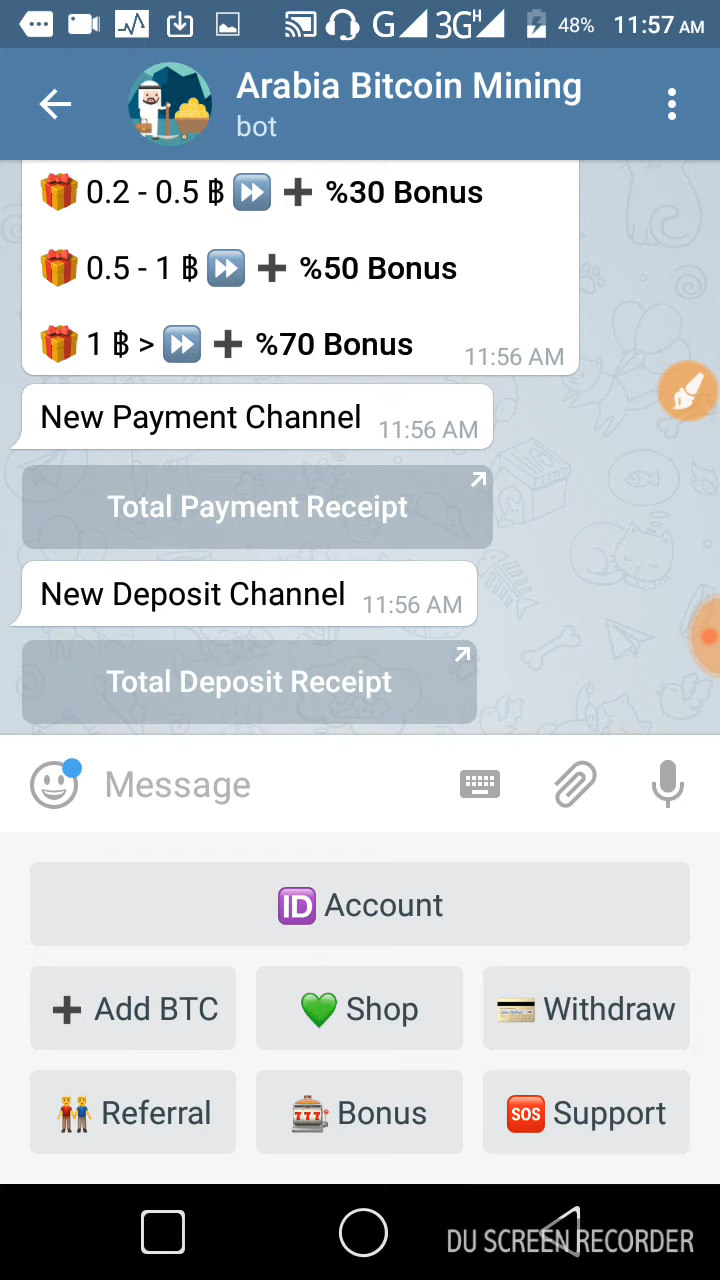 G 3G H 48% 11:57 AM
Arabia Bitcoin Mining
bot
0.2 - 0.5 ฿ ⏩ ➕ %30 Bonus
0.5 - 1 ฿ ⏩ ➕ %50 Bonus
1 ฿ > ⏩ ➕ %70 Bonus
11:56 AM
New Payment Channel 11:56 AM
Total Payment Receipt
New Deposit Channel 11:56 AM
Total Deposit Receipt
Message
ID Account
➕ Add BTC
Shop
Withdraw
Referral
777 Bonus
SOS Support
DU SCREEN RECORDER